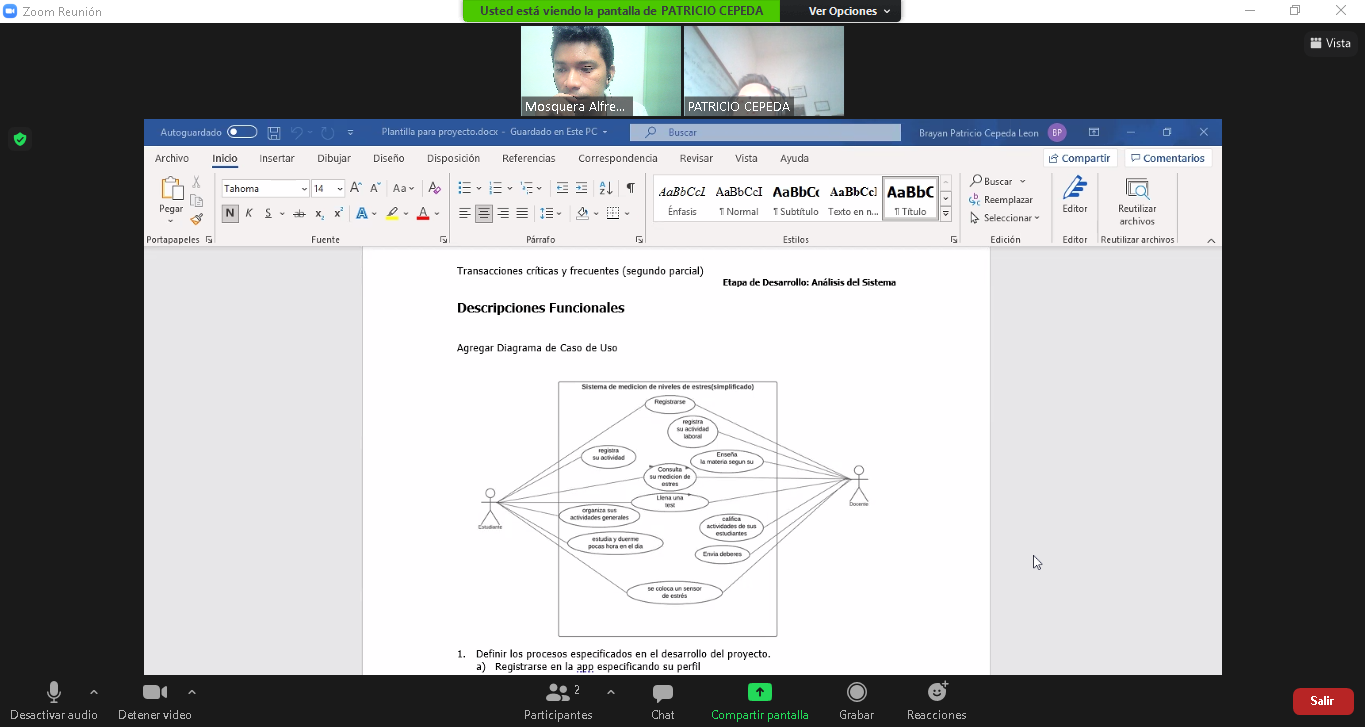 Zoom Reunión
Usted está viendo la pantalla de PATRICIO CEPEDA
Ver Opciones
Vista
Mosquera Alfre...
PATRICIO CEPEDA
Autoguardado
Plantilla para proyecto.docx - Guardado en Este PC
Buscar
Brayan Patricio Cepeda Leon
BP
Archivo Inicio Insertar Dibujar Diseño Disposición Referencias Correspondencia Revisar Vista Ayuda
Compartir
Comentarios
Pegar
Tahoma
14
N K S ab x₂ x²
AaBbCcI AaBbCcI AaBbCc AaBbCcI AaBbC
Énfasis ¶ Normal ¶ Subtítulo Texto en n... ¶ Título
Buscar
Reemplazar
Seleccionar
Editor
Reutilizar
archivos
Portapapeles Fuente Párrafo Estilos Edición Editor Reutilizar archivos
Transacciones críticas y frecuentes (segundo parcial)
Etapa de Desarrollo: Análisis del Sistema
Descripciones Funcionales
Agregar Diagrama de Caso de Uso
Sistema de medicion de niveles de estres(simplificado)
Registrarse
registra
su actividad
laboral
registra
su actividad
Enseña
la materia segun su
Consulta
su medicion de
estres
Llena una
test
organiza sus
actividades generales
califica
actividades de sus
estudiantes
estudia y duerme
pocas hora en el dia
Envia deberes
se coloca un sensor
de estrés
Estudiante
Docente
1. Definir los procesos especificados en el desarrollo del proyecto.
a) Registrarse en la app especificando su perfil
Desactivar audio
Detener video
Participantes
2
Chat
Compartir pantalla
Grabar
Reacciones
Salir